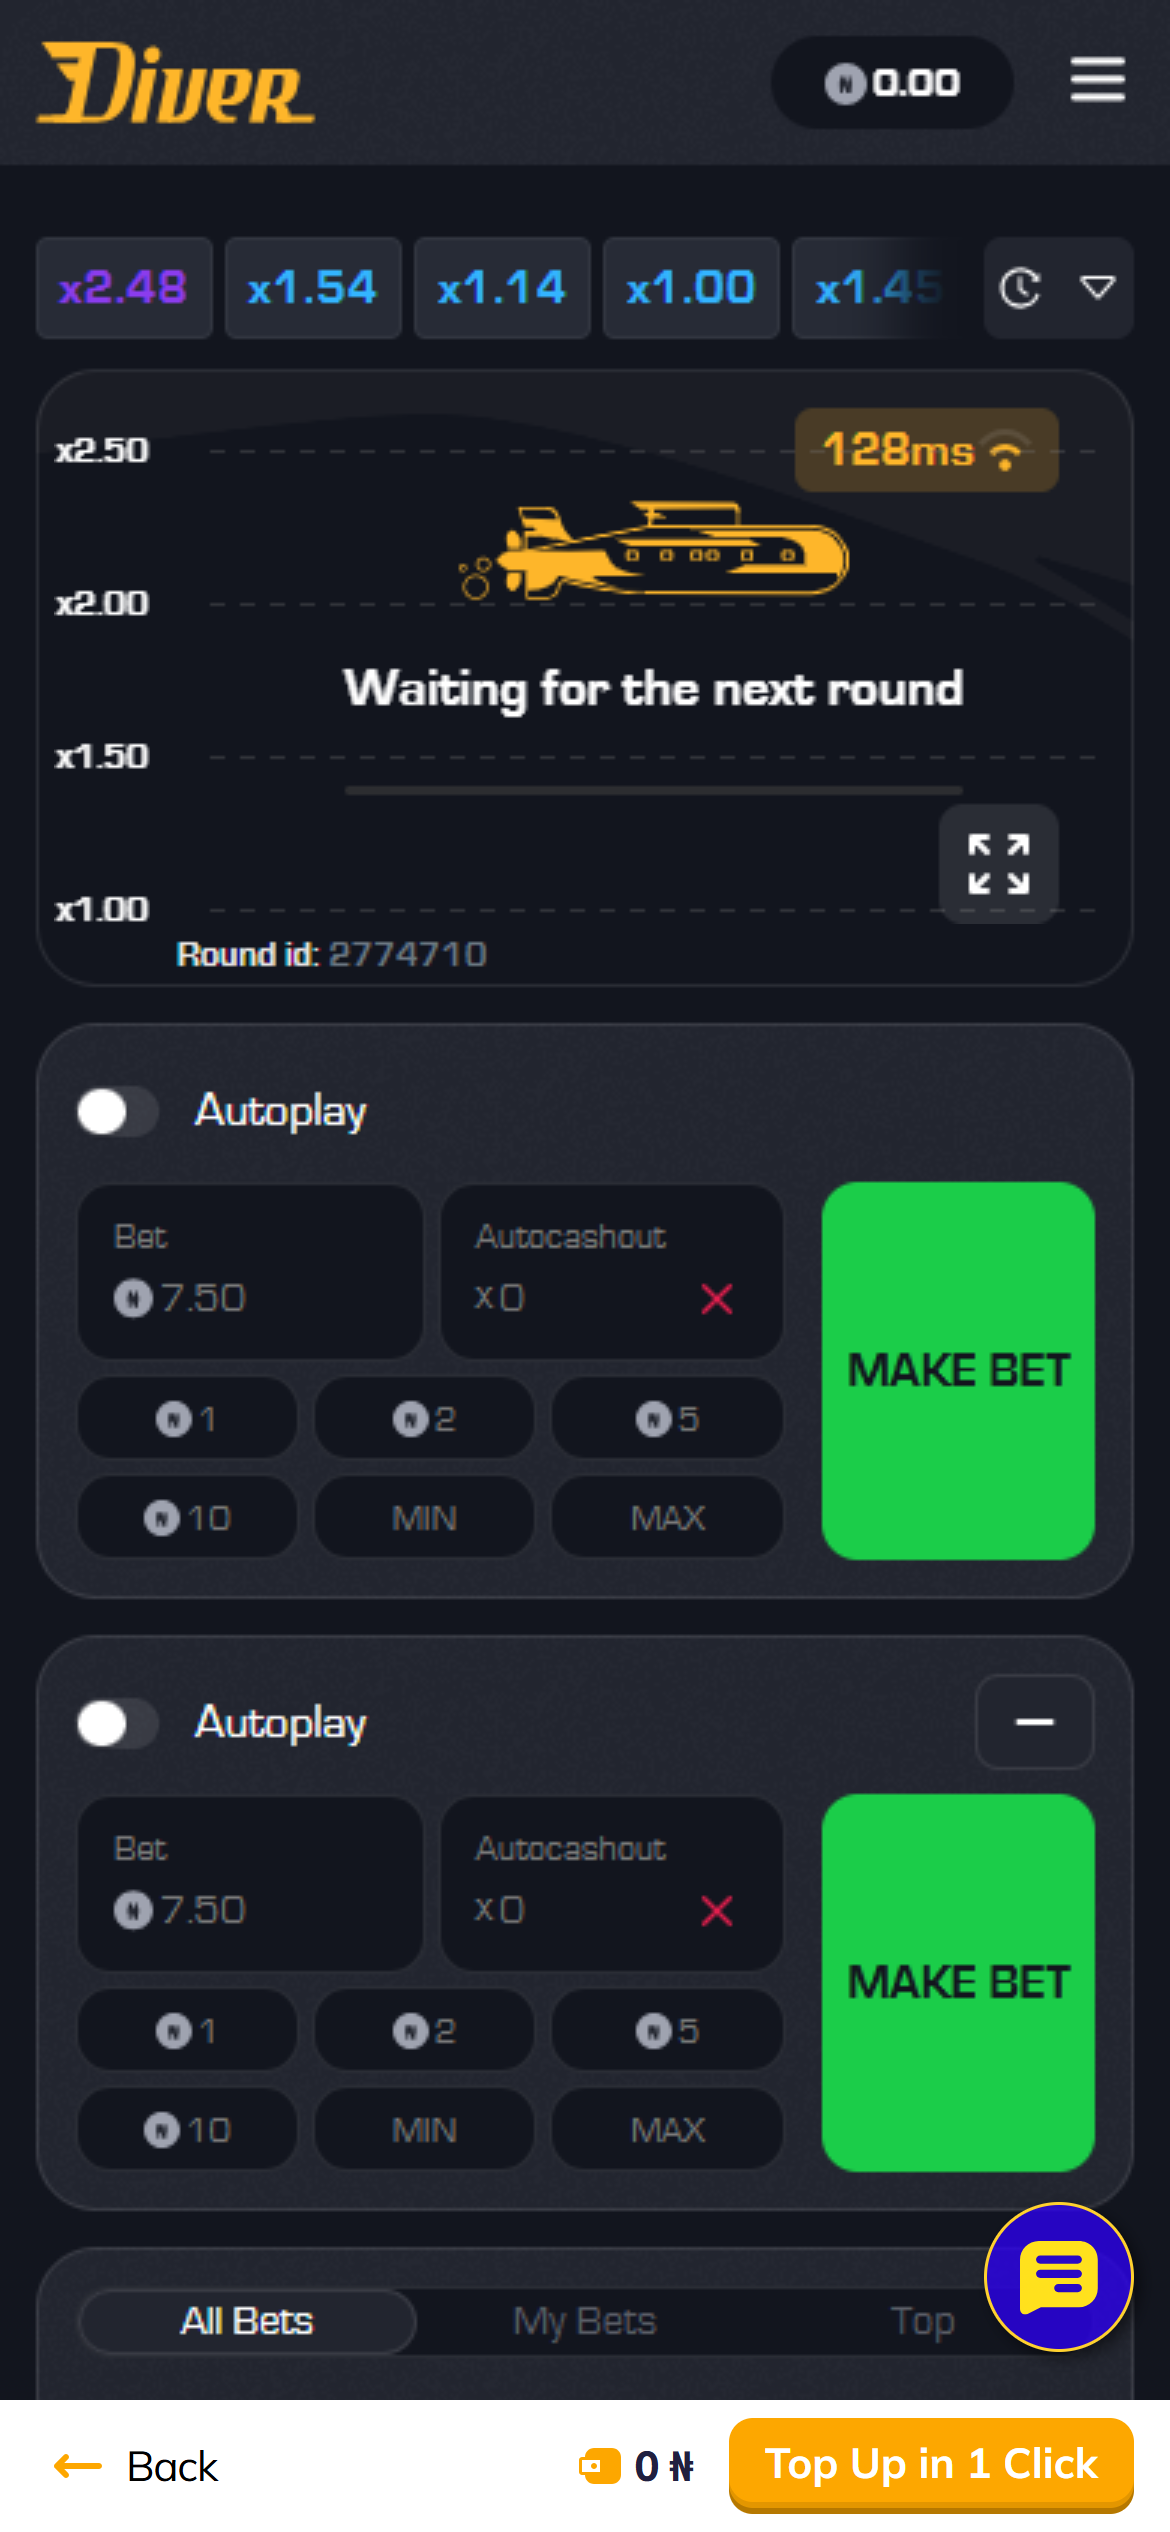 Diver
N 0.00
x2.48 x1.54 x1.14 x1.00 x1.45
x2.50
128ms
x2.00
Waiting for the next round
x1.50
x1.00
Round id: 2774710
Autoplay
Bet
N 7.50
Autocashout
x0
MAKE BET
N 1 N 2 N 5
N 10 MIN MAX
Autoplay
Bet
N 7.50
Autocashout
x0
MAKE BET
N 1 N 2 N 5
N 10 MIN MAX
All Bets My Bets Top
Back 0 ₦ Top Up in 1 Click